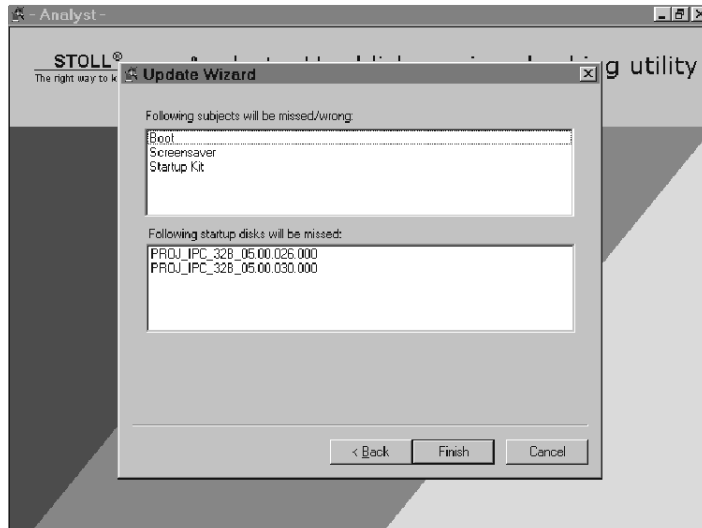 - Analyst -
STOLL®
The right way to k
g utility
Update Wizard
Following subjects will be missed/wrong:
Boot
Screensaver
Startup Kit
Following startup disks will be missed:
PROJ_IPC_32B_05.00.026.000
PROJ_IPC_32B_05.00.030.000
< Back
Finish
Cancel